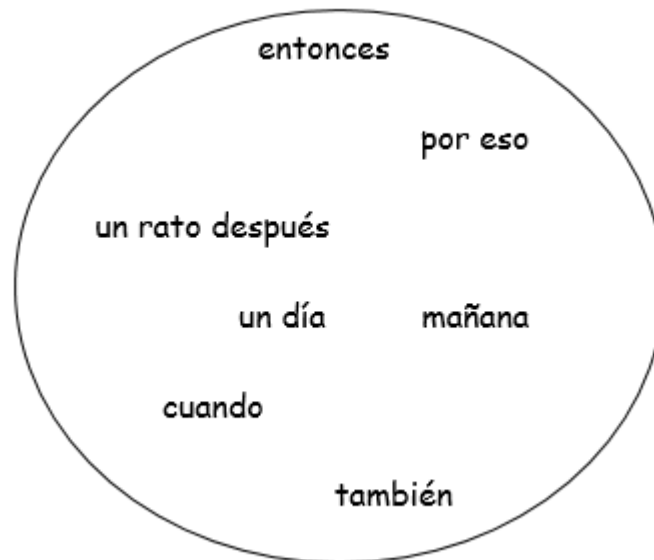 entonces
por eso
un rato después
un día mañana
cuando
también